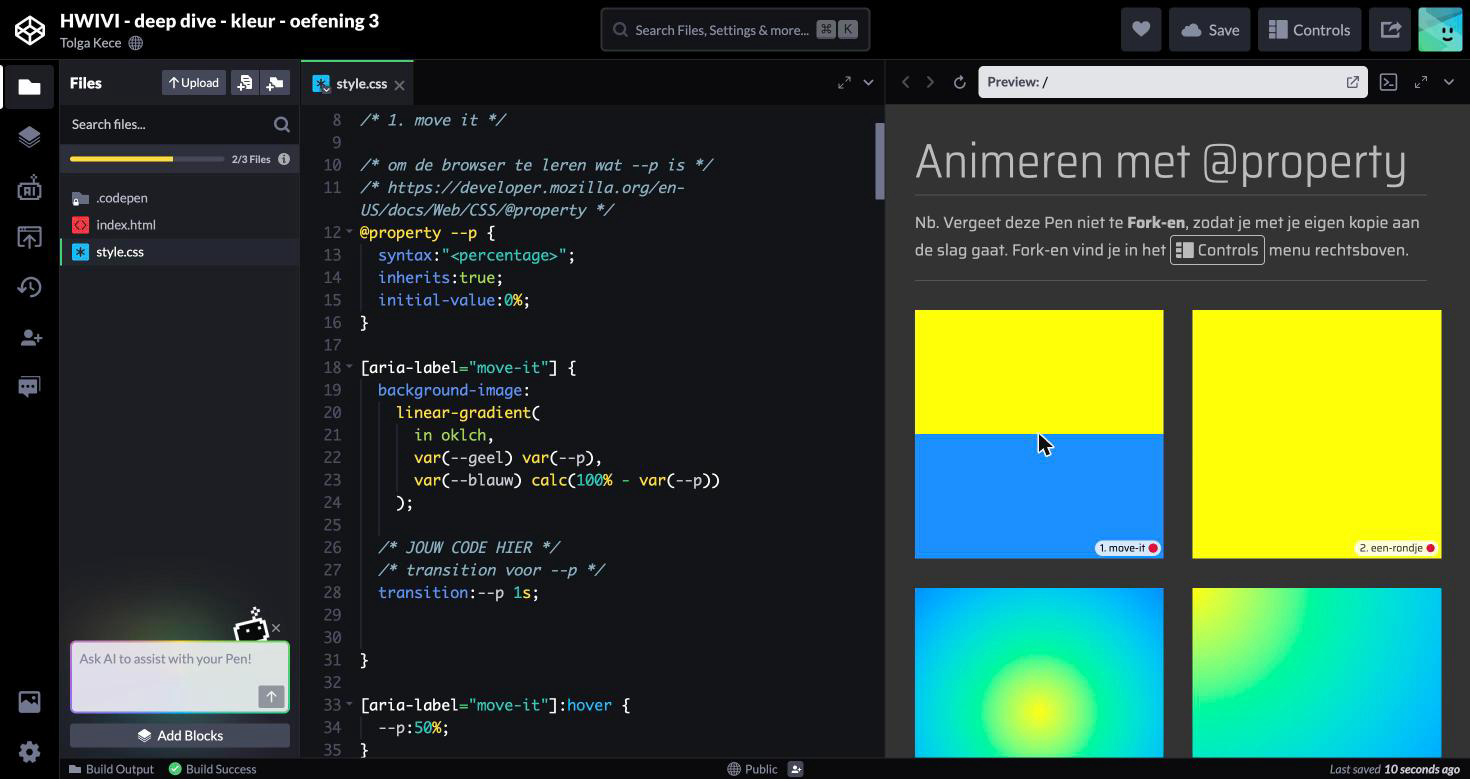 HWIVI - deep dive - kleur - oefening 3
Tolga Kece
Search Files, Settings & more... ⌘ K
Save
Controls
Files
Upload
style.css
Preview: /
Search files...
2/3 Files
.codepen
index.html
style.css
8 /* 1. move it */
9
10 /* om de browser te leren wat --p is */
11 /* https://developer.mozilla.org/en-
US/docs/Web/CSS/@property */
12 @property --p {
13 syntax:"<percentage>";
14 inherits:true;
15 initial-value:0%;
16 }
17
18 [aria-label="move-it"] {
19 background-image:
20 linear-gradient(
21 in oklch,
22 var(--geel) var(--p),
23 var(--blauw) calc(100% - var(--p))
24 );
25
26 /* JOUW CODE HIER */
27 /* transition voor --p */
28 transition:--p 1s;
29
30
31 }
32
33 [aria-label="move-it"]:hover {
34 --p:50%;
35 }
Animeren met @property
Nb. Vergeet deze Pen niet te Fork-en, zodat je met je eigen kopie aan
de slag gaat. Fork-en vind je in het Controls menu rechtsboven.
1. move-it
2. een-rondje
AI
Ask AI to assist with your Pen!
Add Blocks
Build Output
Build Success
Public
Last saved 10 seconds ago